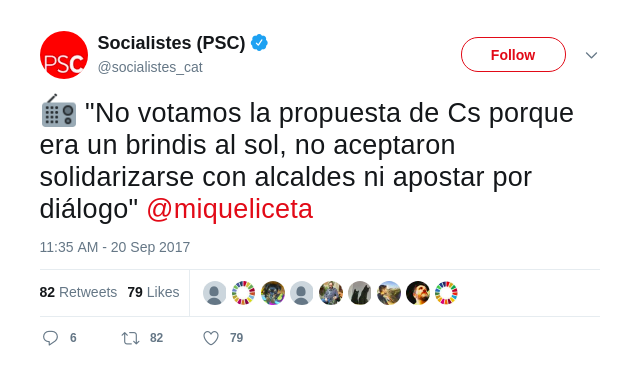 PSC
Socialistes (PSC)
@socialistes_cat
Follow
"No votamos la propuesta de Cs porque
era un brindis al sol, no aceptaron
solidarizarse con alcaldes ni apostar por
diálogo" @miqueliceta
11:35 AM - 20 Sep 2017
82 Retweets 79 Likes
6 82 79